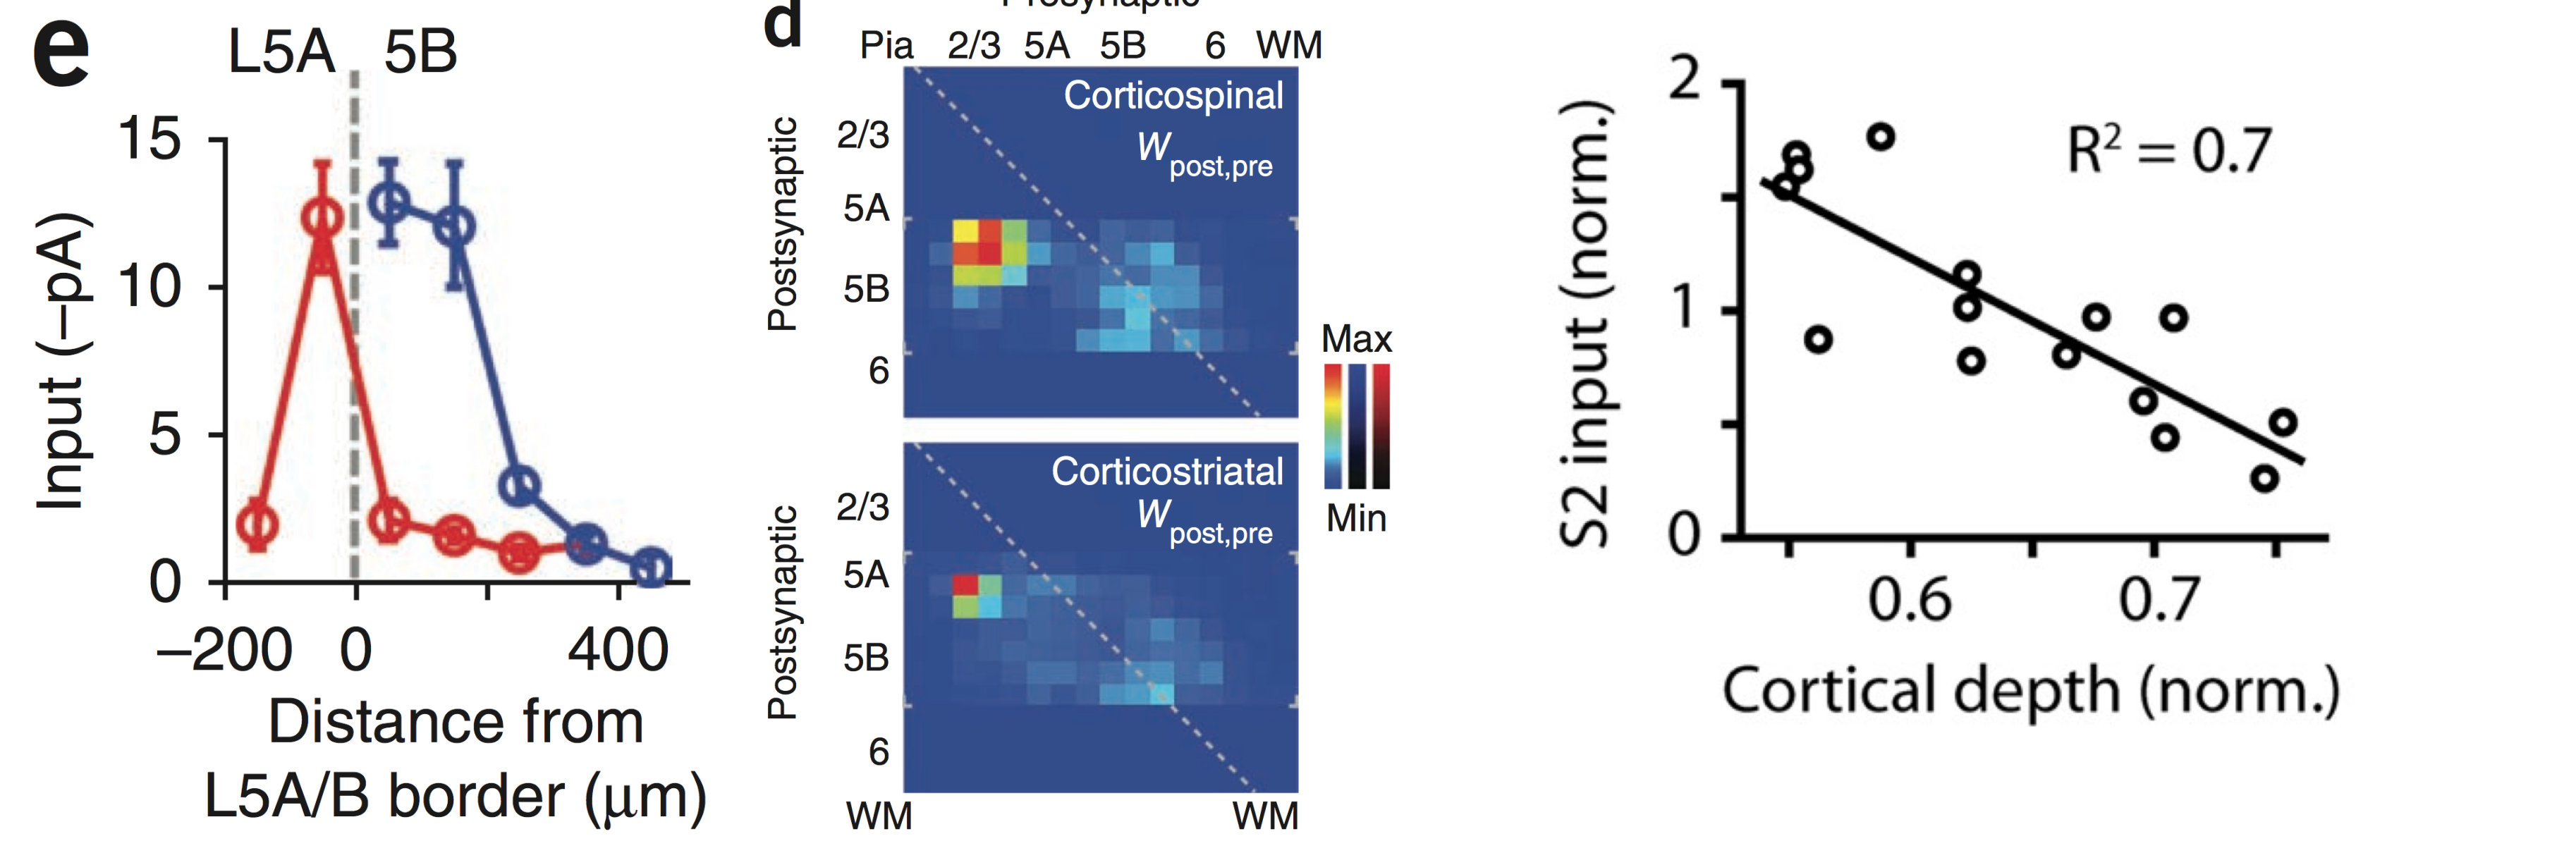 e
L5A 5B
15
10
5
0
Input (–pA)
–200 0 400
Distance from
L5A/B border (μm)
d
Presynaptic
Pia 2/3 5A 5B 6 WM
Postsynaptic
2/3
5A
5B
6
Corticospinal
Wpost,pre
Max
Min
Postsynaptic
2/3
5A
5B
6
Corticostriatal
Wpost,pre
WM WM
2
1
0
S2 input (norm.)
R² = 0.7
0.6 0.7
Cortical depth (norm.)